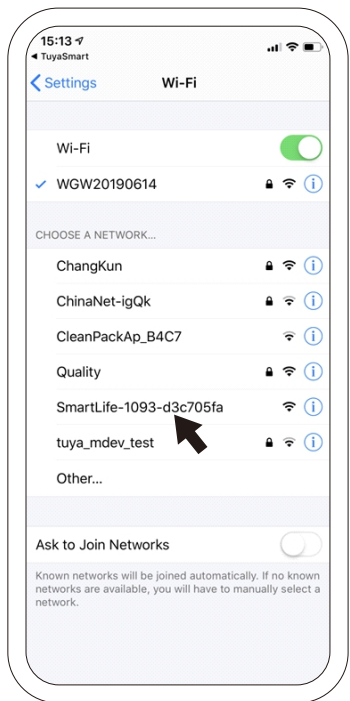 15:13
◀ TuyaSmart
Settings Wi-Fi
Wi-Fi
WGW20190614
CHOOSE A NETWORK...
ChangKun
ChinaNet-igQk
CleanPackAp_B4C7
Quality
SmartLife-1093-d3c705fa
tuya_mdev_test
Other...
Ask to Join Networks
Known networks will be joined automatically. If no known
networks are available, you will have to manually select a
network.